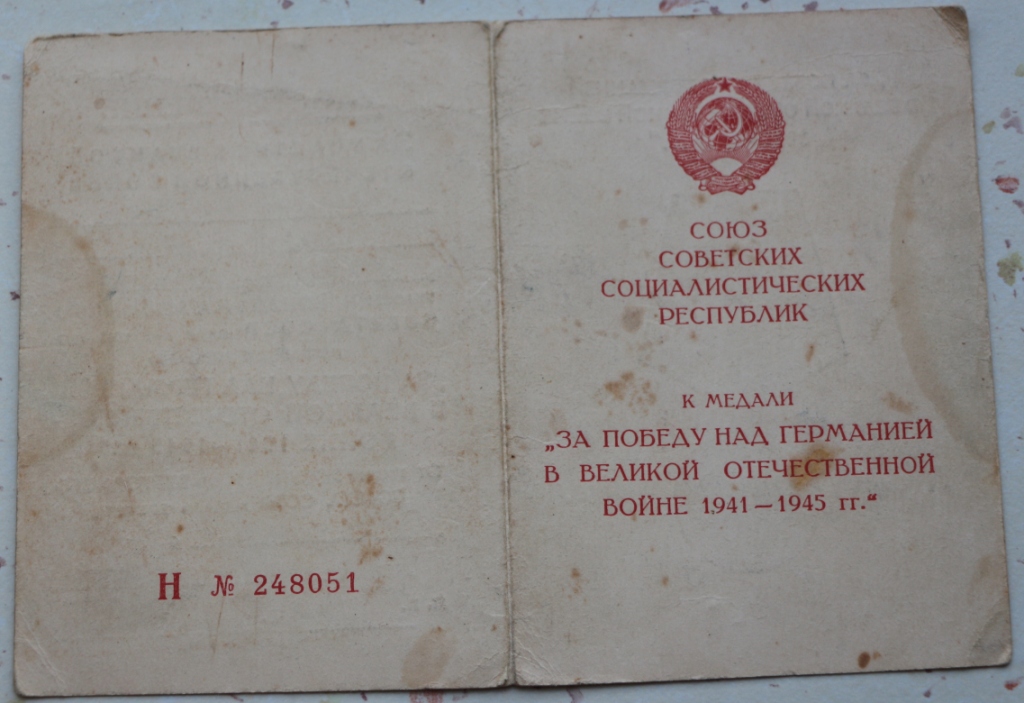 Н № 248051
СОЮЗ
СОВЕТСКИХ
СОЦИАЛИСТИЧЕСКИХ
РЕСПУБЛИК
К МЕДАЛИ
„ЗА ПОБЕДУ НАД ГЕРМАНИЕЙ
В ВЕЛИКОЙ ОТЕЧЕСТВЕННОЙ
ВОЙНЕ 1941 — 1945 гг.“